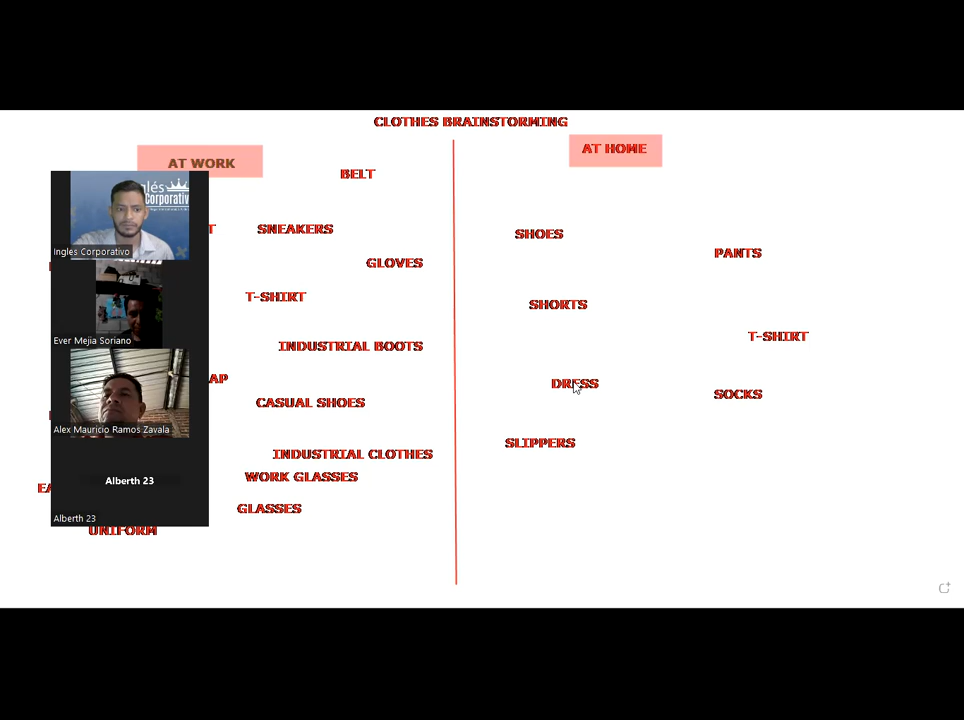 CLOTHES BRAINSTORMING
AT WORK
AT HOME
BELT
SNEAKERS
SHOES
PANTS
GLOVES
T-SHIRT
SHORTS
T-SHIRT
INDUSTRIAL BOOTS
DRESS
SOCKS
CASUAL SHOES
SLIPPERS
INDUSTRIAL CLOTHES
WORK GLASSES
GLASSES
UNIFORM
Corporativo
Ingles Corporativo
Ever Mejia Soriano
Alex Mauricio Ramos Zavala
Alberth 23
Alberth 23